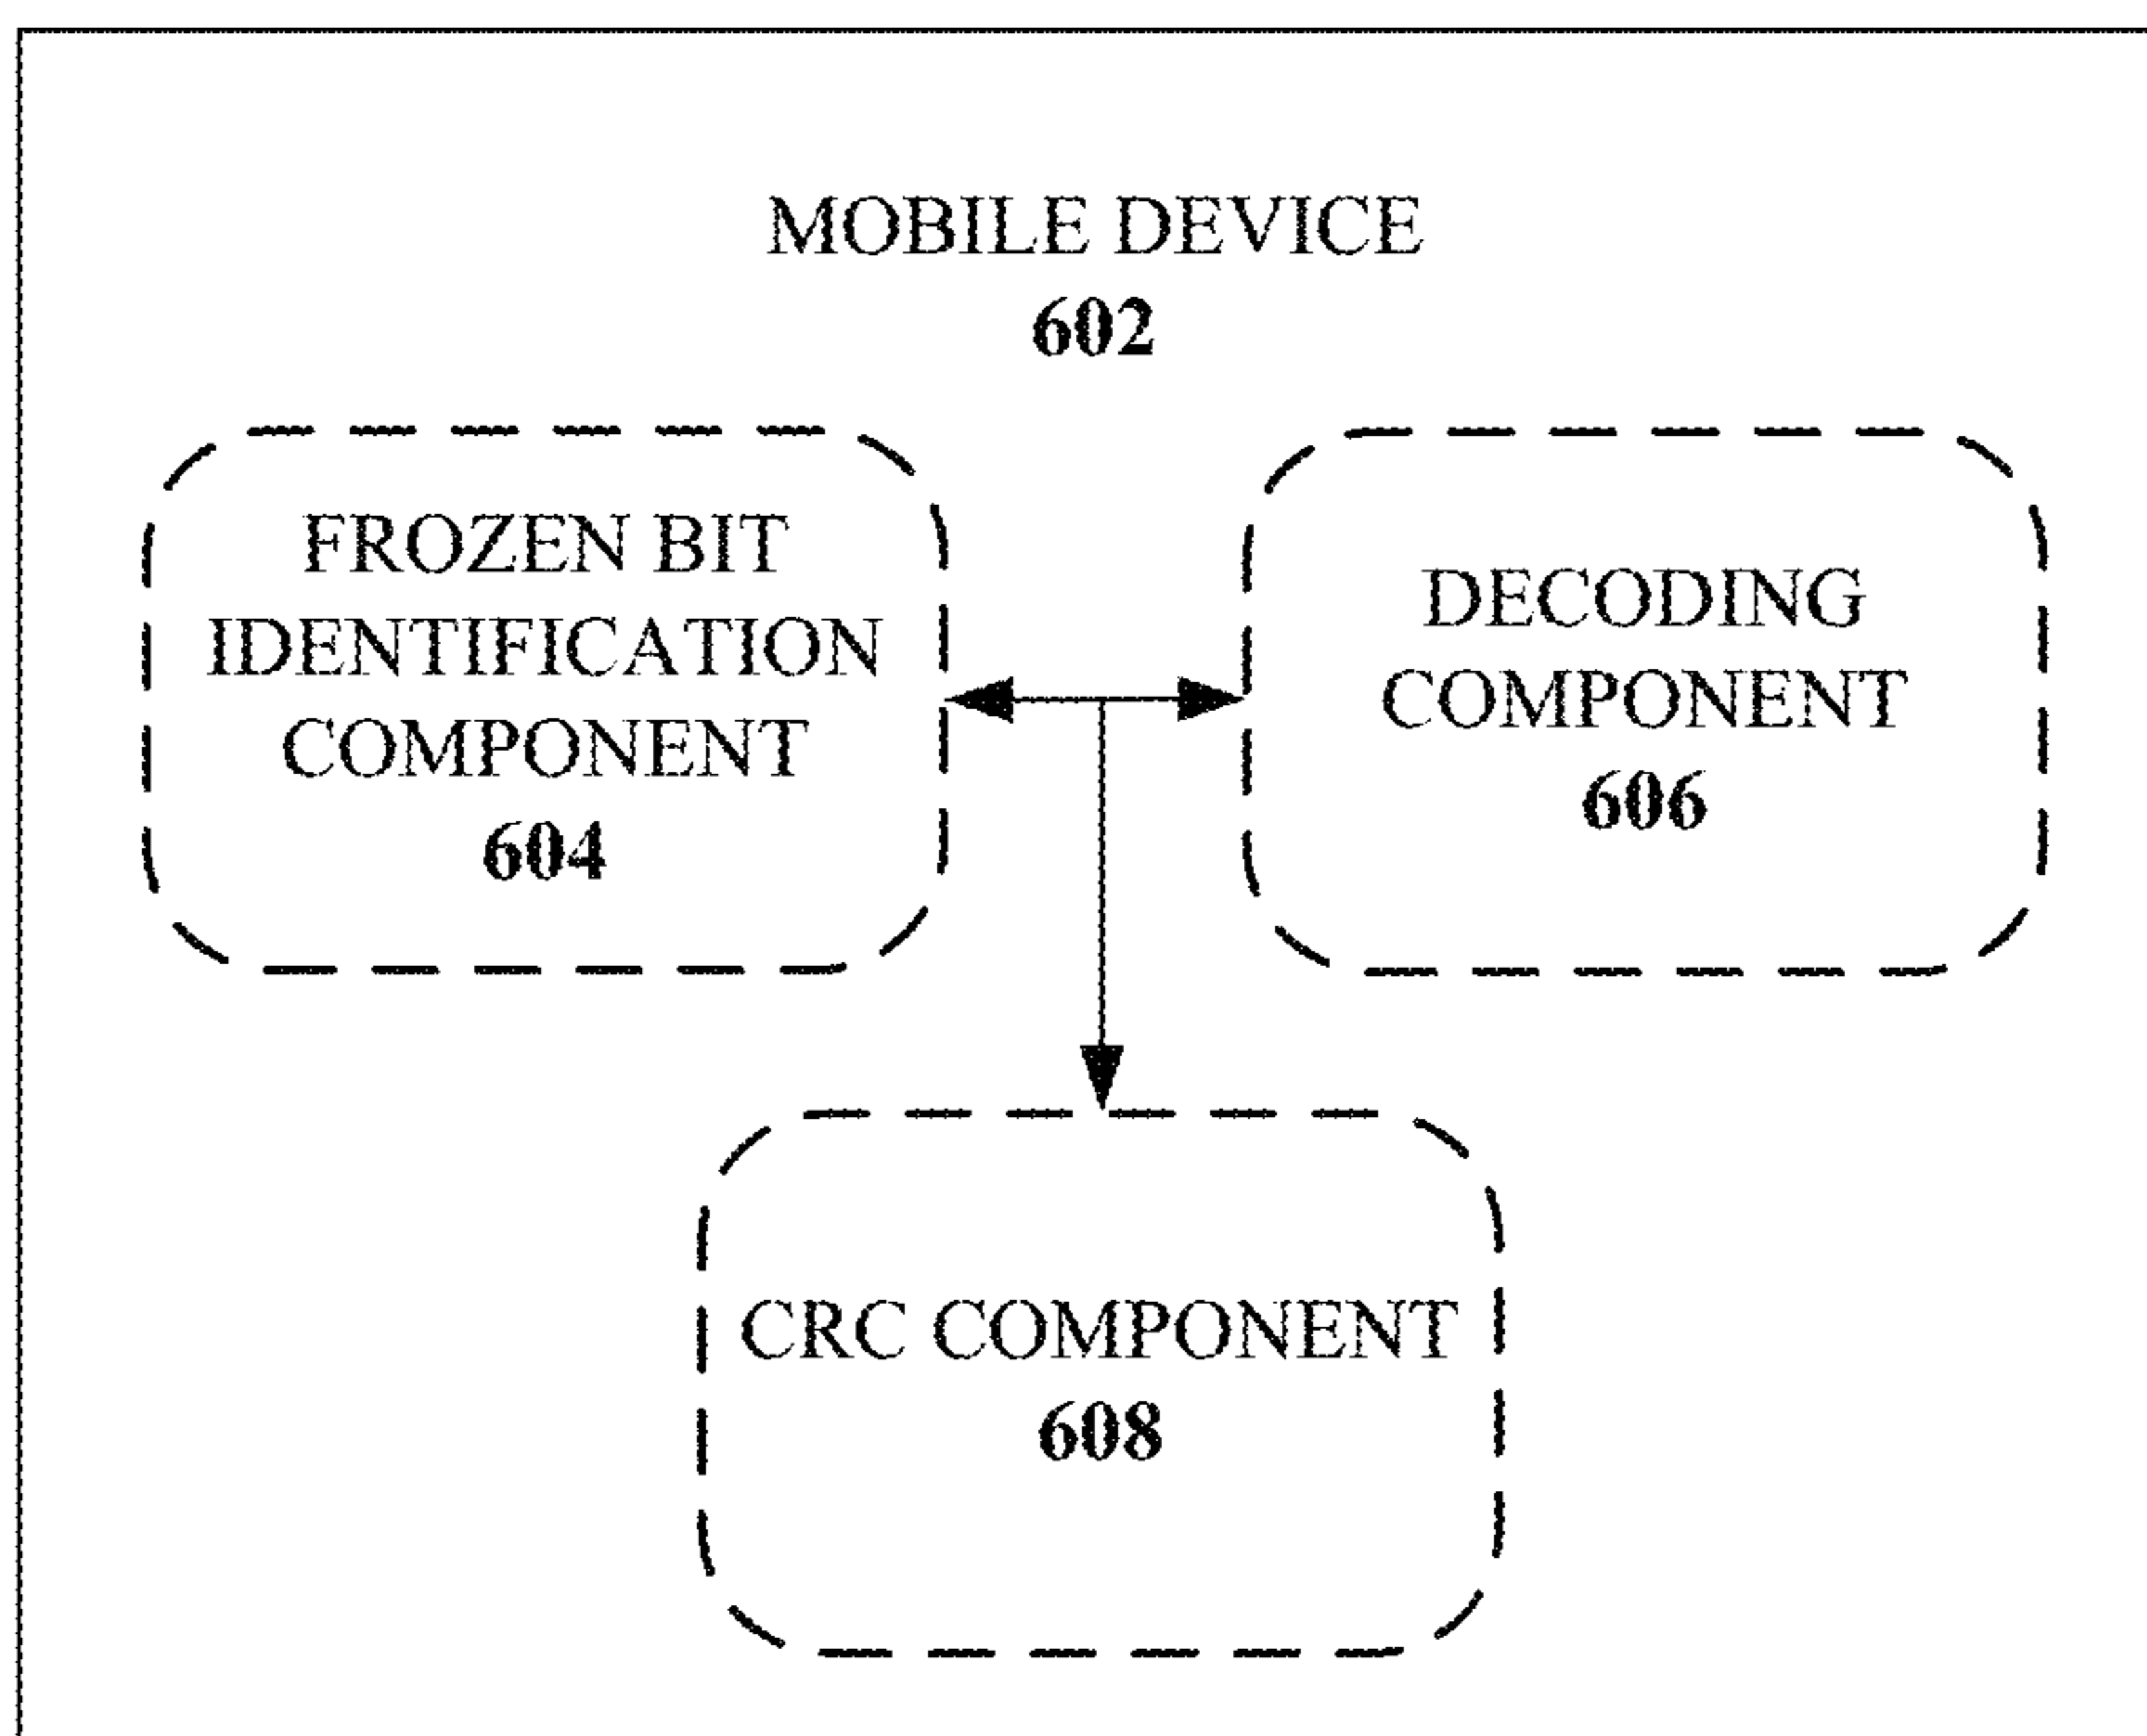 MOBILE DEVICE
602
FROZEN BIT
IDENTIFICATION
COMPONENT
604
DECODING
COMPONENT
606
CRC COMPONENT
608